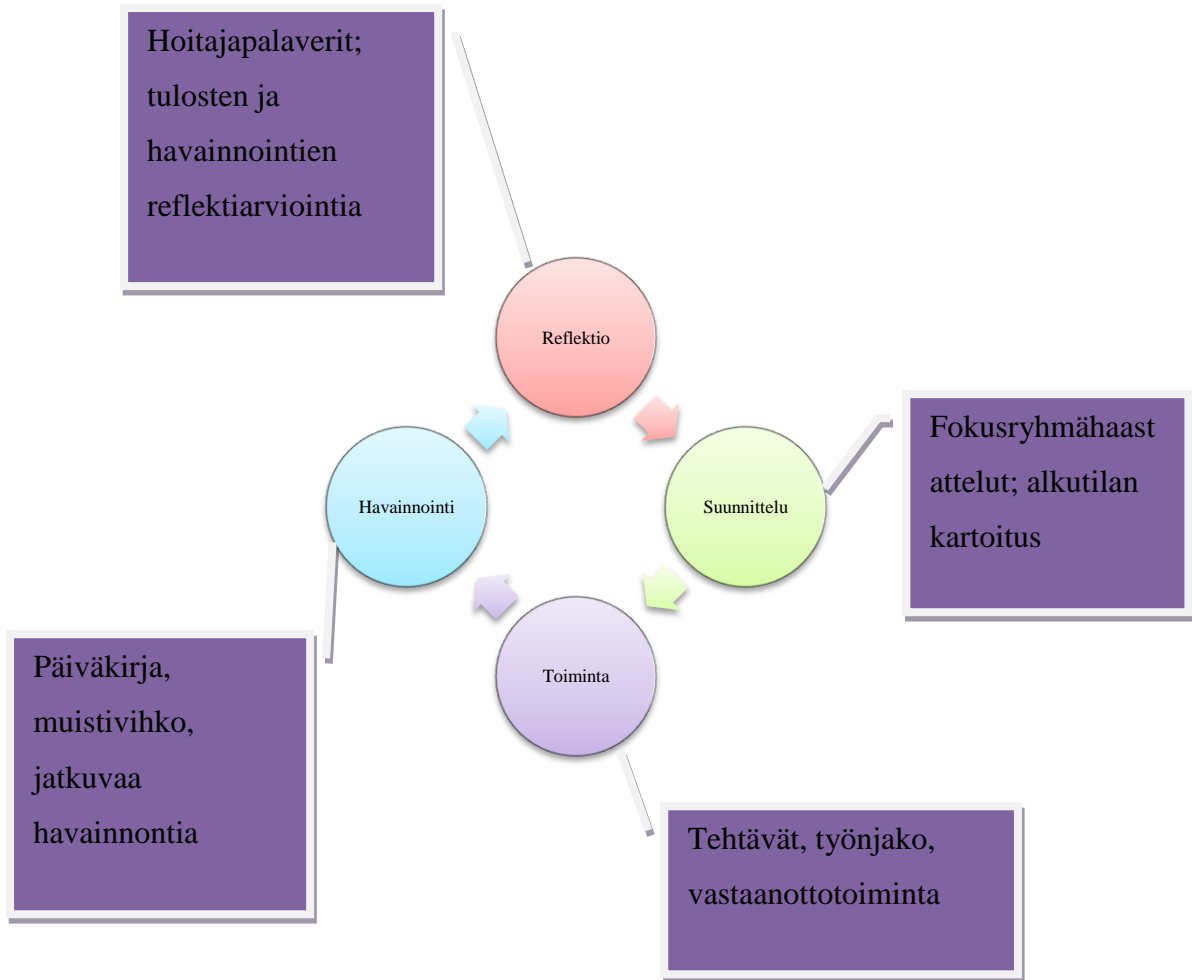 Hoitajapalaverit;
tulosten ja
havainnointien
reflektiarviointia
Reflektio
Fokusryhmähaast
attelut; alkutilan
kartoitus
Havainnointi
Suunnittelu
Päiväkirja,
muistivihko,
jatkuvaa
havainnontia
Toiminta
Tehtävät, työnjako,
vastaanottotoiminta